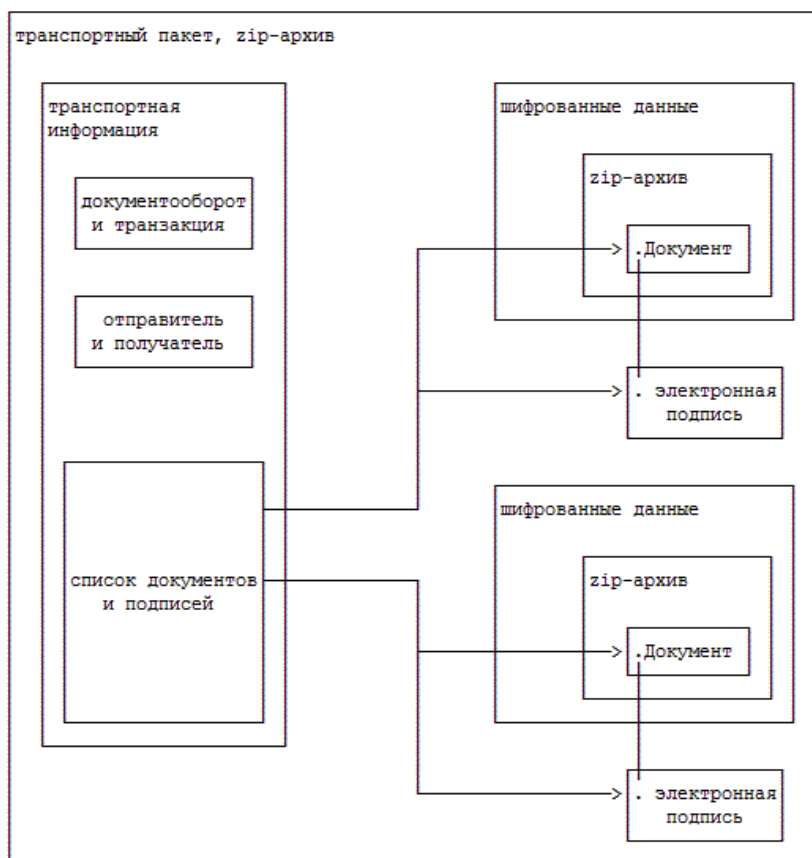 транспортный пакет, zip-архив
транспортная
информация
документооборот
и транзакция
отправитель
и получатель
список документов
и подписей
шифрованные данные
zip-архив
.Документ
. электронная
подпись
шифрованные данные
zip-архив
.Документ
. электронная
подпись